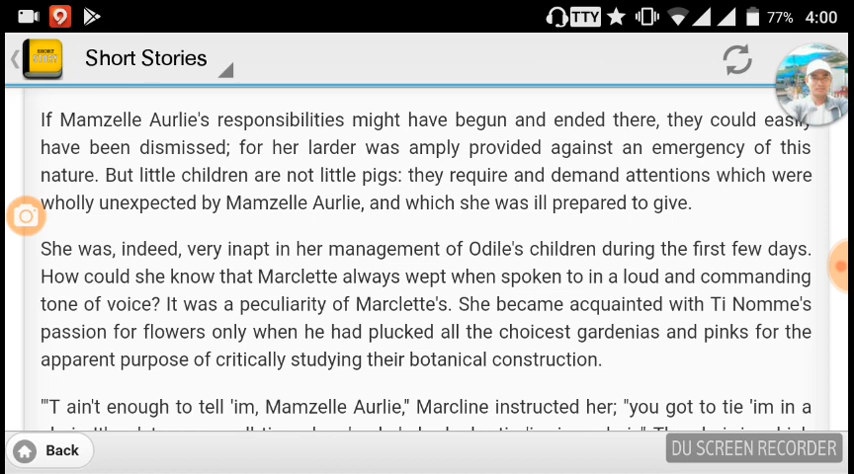 TTY 77% 4:00
SHORT
Short Stories
If Mamzelle Aurlie's responsibilities might have begun and ended there, they could easily
have been dismissed; for her larder was amply provided against an emergency of this
nature. But little children are not little pigs: they require and demand attentions which were
wholly unexpected by Mamzelle Aurlie, and which she was ill prepared to give.
She was, indeed, very inapt in her management of Odile's children during the first few days.
How could she know that Marclette always wept when spoken to in a loud and commanding
tone of voice? It was a peculiarity of Marclette's. She became acquainted with Ti Nomme's
passion for flowers only when he had plucked all the choicest gardenias and pinks for the
apparent purpose of critically studying their botanical construction.
"'T ain't enough to tell 'im, Mamzelle Aurlie," Marcline instructed her; "you got to tie 'im in a
Back
DU SCREEN RECORDER